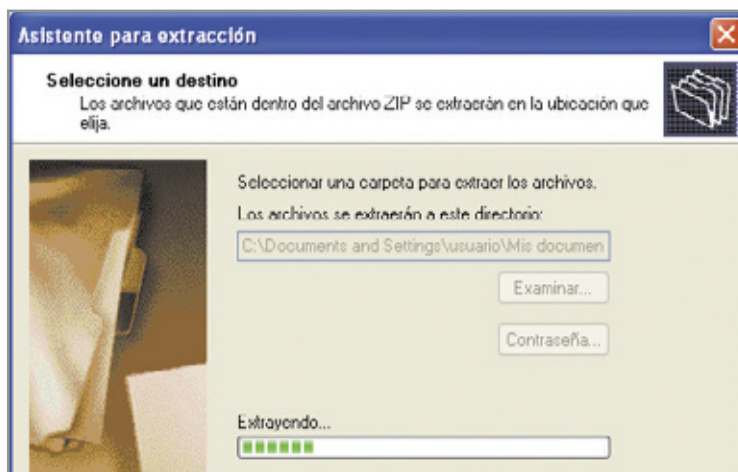 Asistente para extracción
Seleccione un destino
Los archivos que están dentro del archivo ZIP se extraerán en la ubicación que
elija.
Seleccionar una carpeta para extraer los archivos.
Los archivos se extraerán a este directorio:
C:\Documents and Settings\usuario\Mis documen
Examinar...
Contraseña...
Extrayendo...